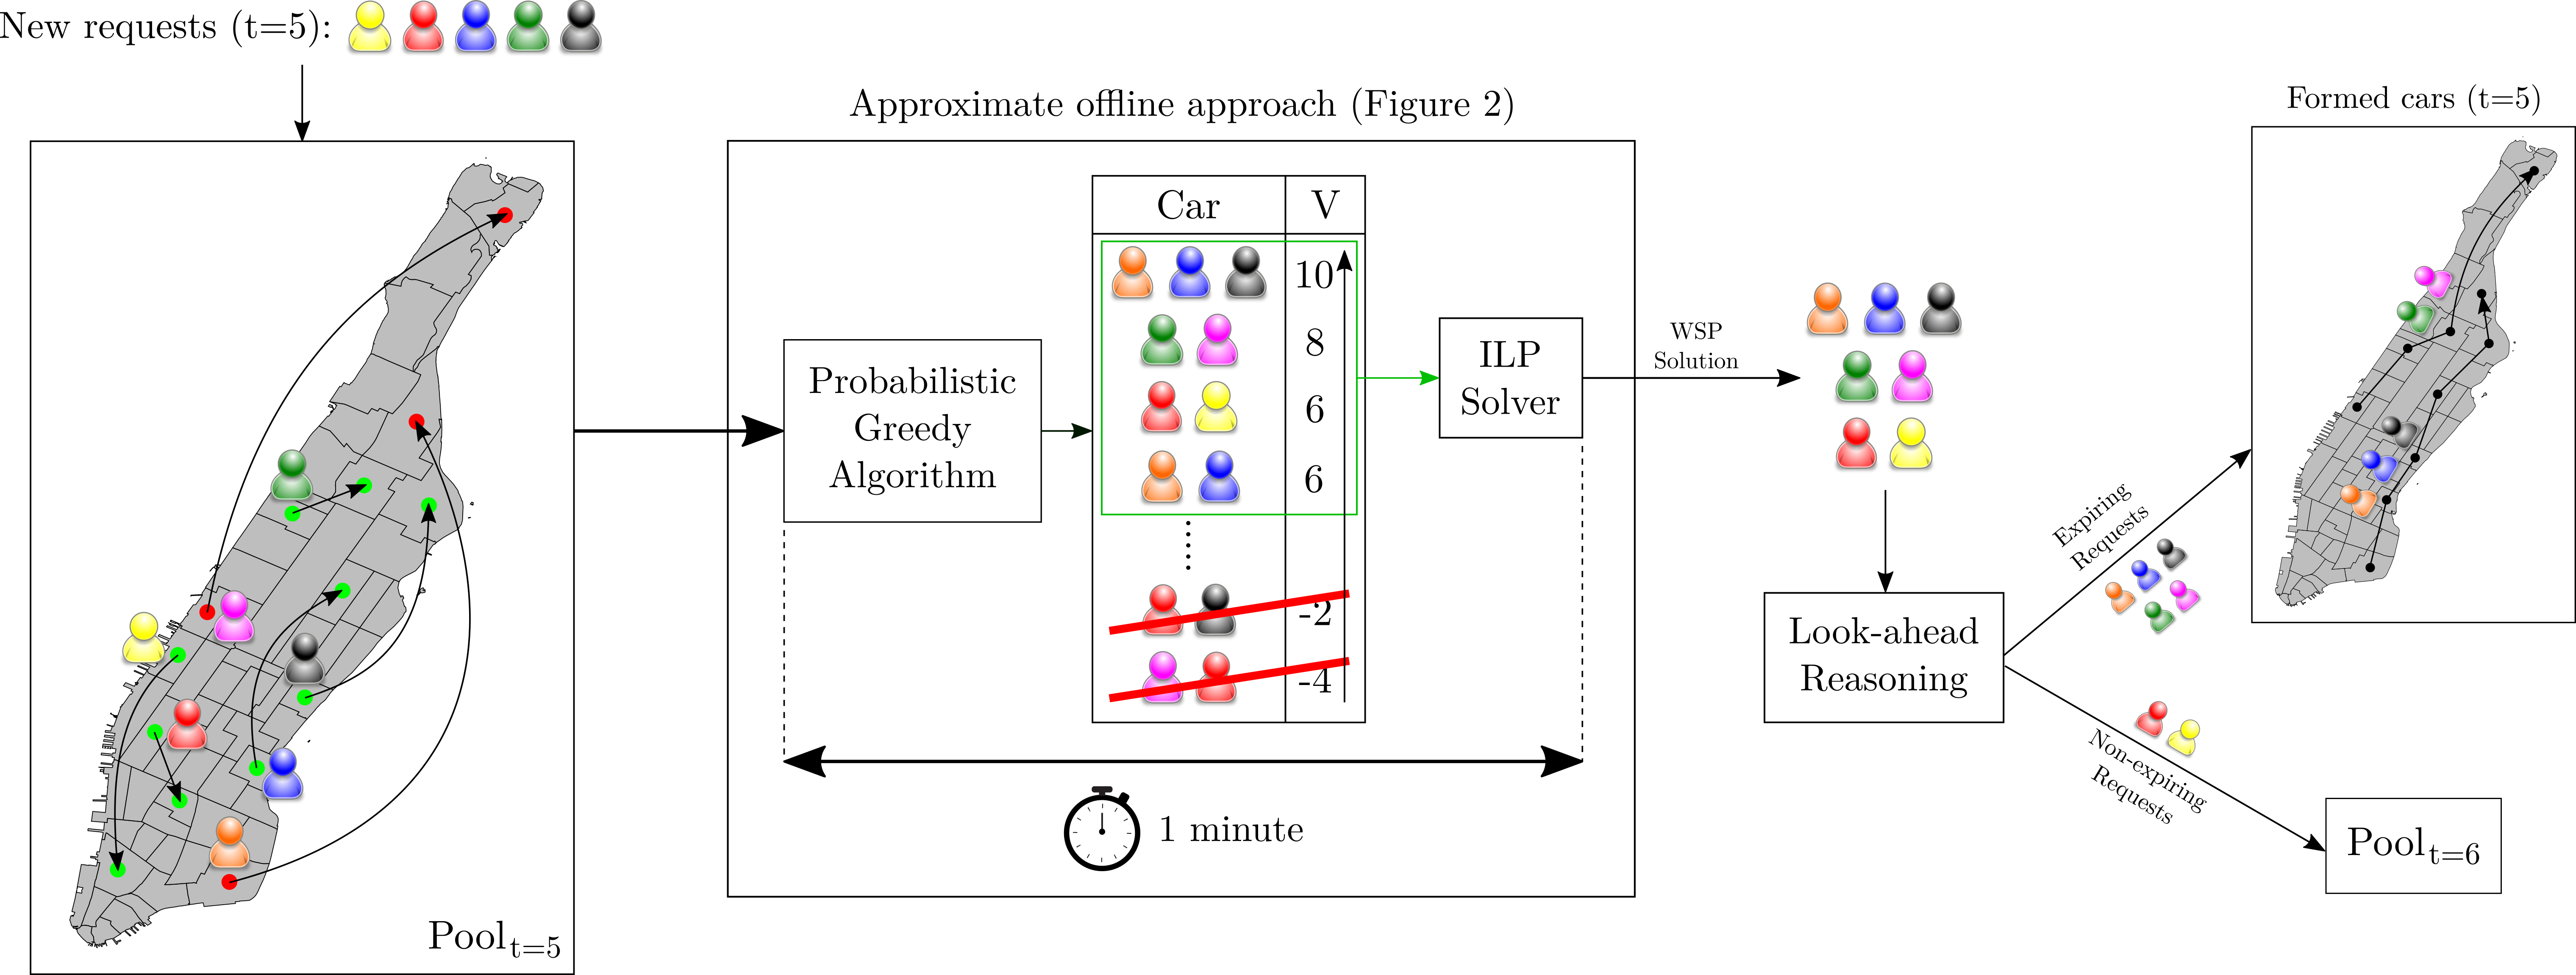 New requests (t=5):
Pool t=5
Approximate offline approach (Figure 2)
Probabilistic
Greedy
Algorithm
Car V
10
8
6
6
-2
-4
1 minute
ILP
Solver
WSP
Solution
Look-ahead
Reasoning
Expiring
Requests
Non-expiring
Requests
Formed cars (t=5)
Pool t=6